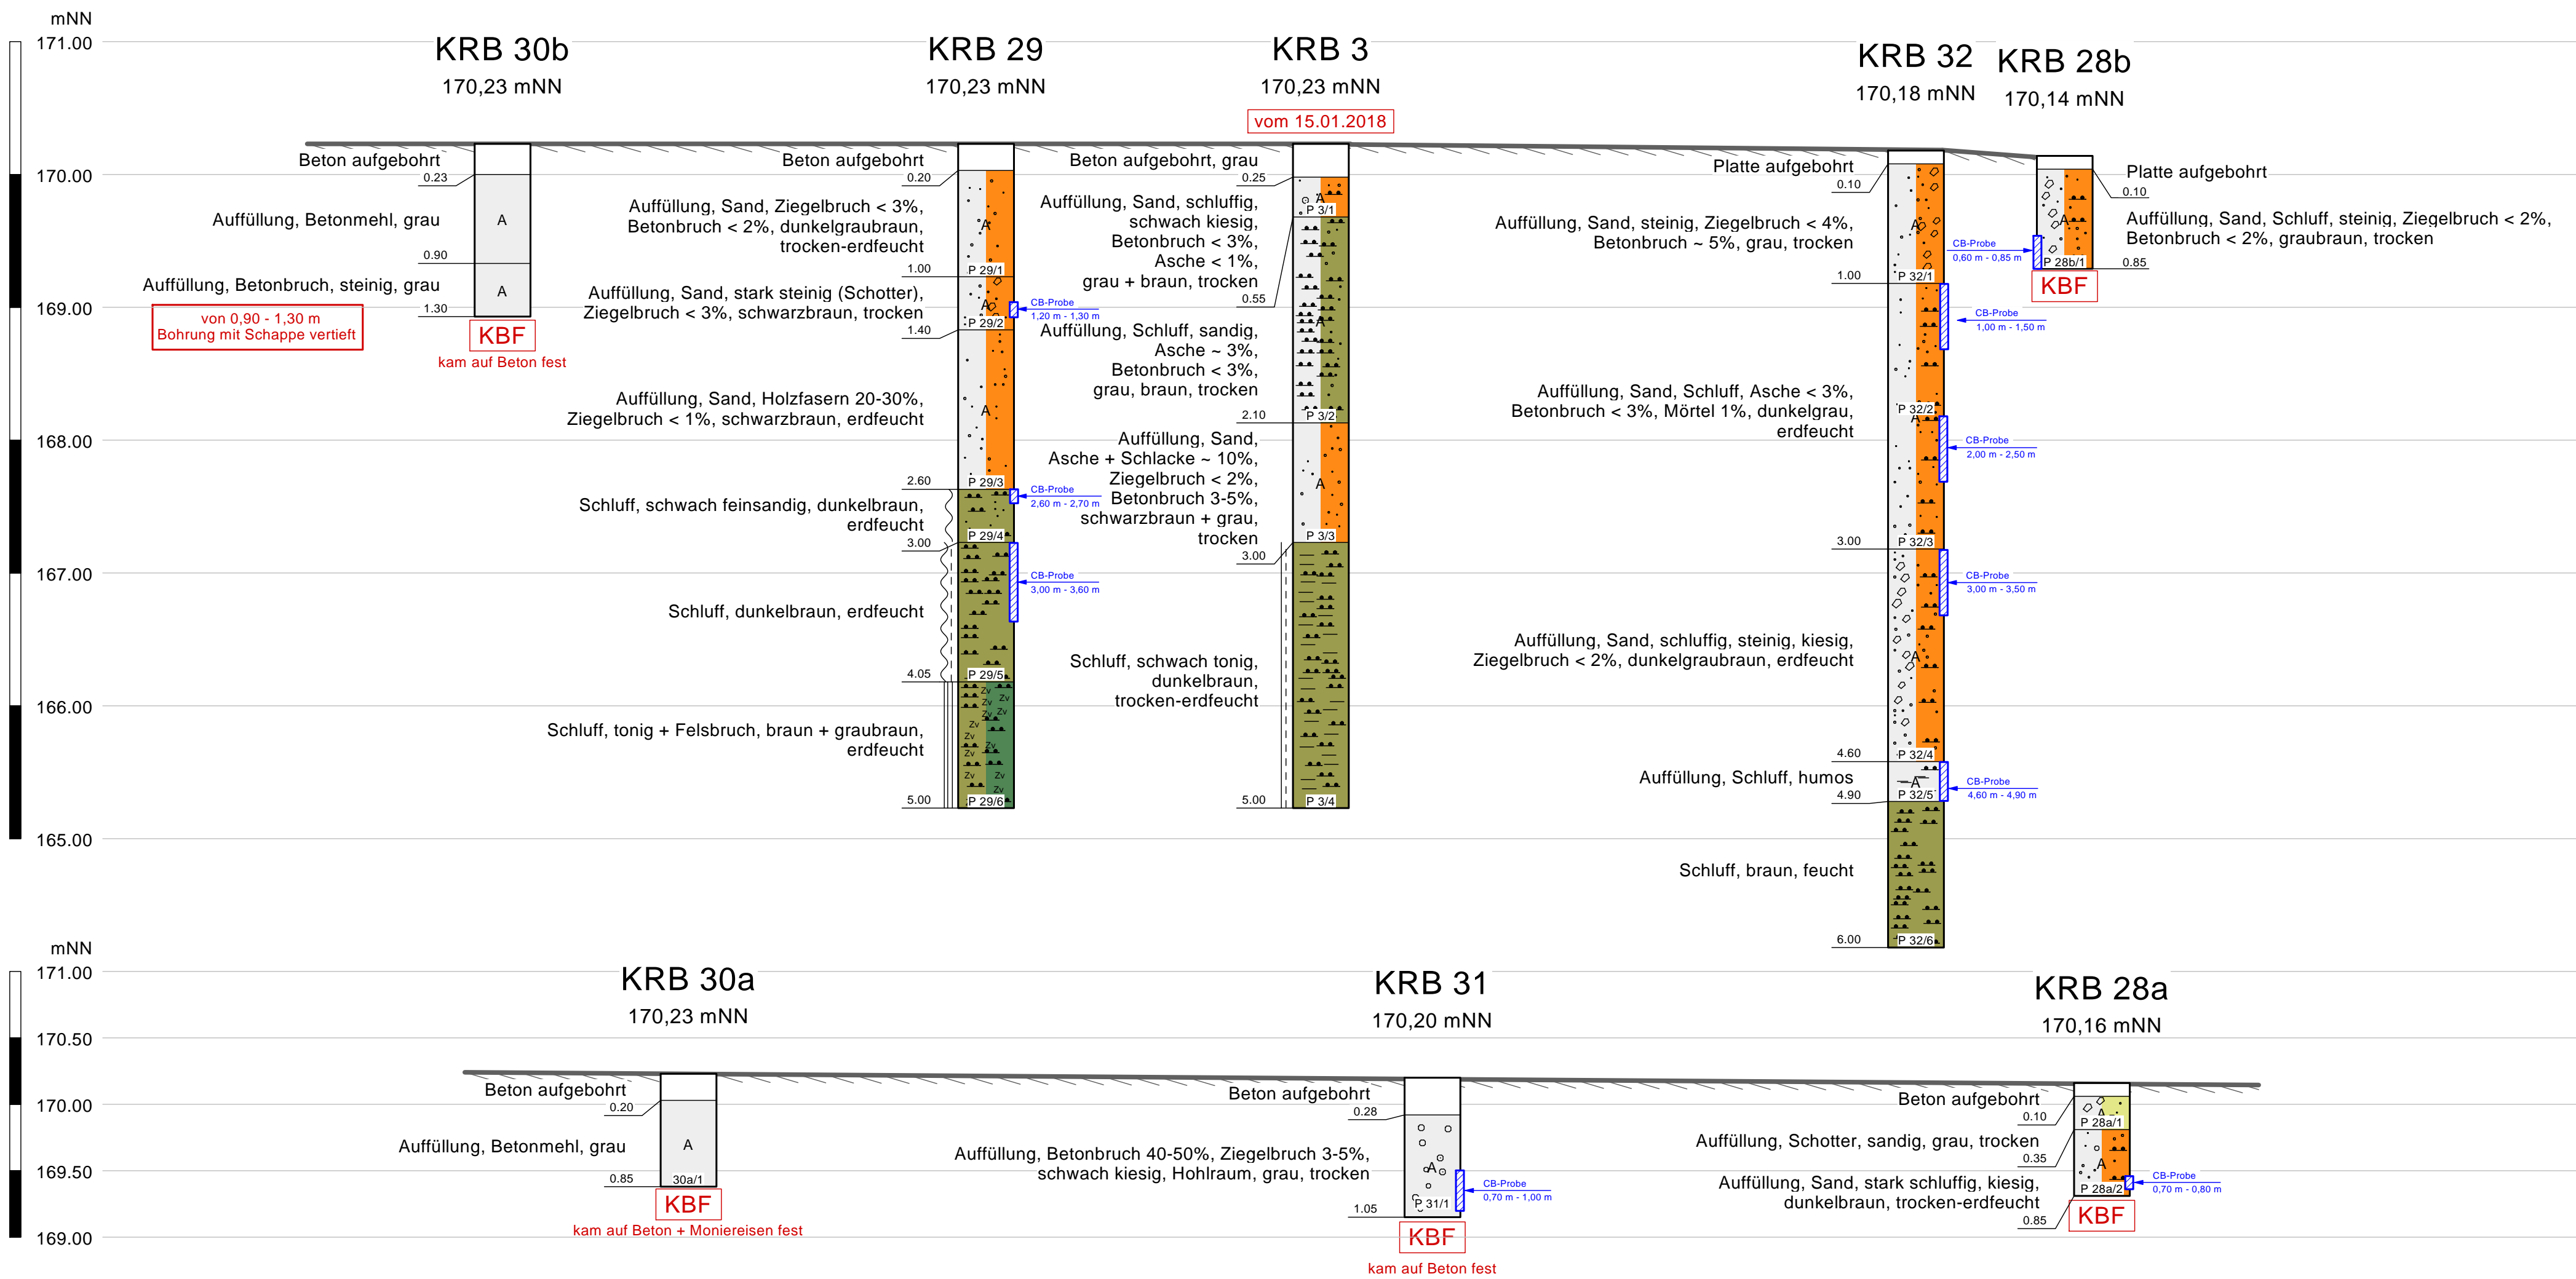 mNN
171.00
170.00
169.00
168.00
167.00
166.00
165.00
KRB 30b
170,23 mNN
Beton aufgebohrt
0.23
Auffüllung, Betonmehl, grau
A
0.90
Auffüllung, Betonbruch, steinig, grau
A
1.30
von 0,90 - 1,30 m
Bohrung mit Schappe vertieft
KBF
kam auf Beton fest
KRB 29
170,23 mNN
Beton aufgebohrt
0.20
Auffüllung, Sand, Ziegelbruch < 3%,
Betonbruch < 2%, dunkelgraubraun,
trocken-erdfeucht
A
1.00
P 29/1
Auffüllung, Sand, stark steinig (Schotter),
Ziegelbruch < 3%, schwarzbraun, trocken
A
CB-Probe
1,20 m - 1,30 m
1.40
P 29/2
Auffüllung, Sand, Holzfasern 20-30%,
Ziegelbruch < 1%, schwarzbraun, erdfeucht
A
2.60
P 29/3
CB-Probe
2,60 m - 2,70 m
Schluff, schwach feinsandig, dunkelbraun,
erdfeucht
3.00
P 29/4
CB-Probe
3,00 m - 3,60 m
Schluff, dunkelbraun, erdfeucht
4.05
P 29/5
Schluff, tonig + Felsbruch, braun + graubraun,
erdfeucht
Zv
Zv
Zv
Zv
Zv
Zv
Zv
Zv
Zv
Zv
Zv
Zv
5.00
P 29/6
KRB 3
170,23 mNN
vom 15.01.2018
Beton aufgebohrt, grau
0.25
Auffüllung, Sand, schluffig,
schwach kiesig,
Betonbruch < 3%,
Asche < 1%,
grau + braun, trocken
A
P 3/1
0.55
Auffüllung, Schluff, sandig,
Asche ~ 3%,
Betonbruch < 3%,
grau, braun, trocken
A
2.10
P 3/2
Auffüllung, Sand,
Asche + Schlacke ~ 10%,
Ziegelbruch < 2%,
Betonbruch 3-5%,
schwarzbraun + grau,
trocken
A
P 3/3
3.00
Schluff, schwach tonig,
dunkelbraun,
trocken-erdfeucht
5.00
P 3/4
KRB 32
170,18 mNN
Platte aufgebohrt
0.10
Auffüllung, Sand, steinig, Ziegelbruch < 4%,
Betonbruch ~ 5%, grau, trocken
A
1.00
P 32/1
CB-Probe
1,00 m - 1,50 m
Auffüllung, Sand, Schluff, Asche < 3%,
Betonbruch < 3%, Mörtel 1%, dunkelgrau,
erdfeucht
P 32/2
A
CB-Probe
2,00 m - 2,50 m
3.00
P 32/3
CB-Probe
3,00 m - 3,50 m
Auffüllung, Sand, schluffig, steinig, kiesig,
Ziegelbruch < 2%, dunkelgraubraun, erdfeucht
A
4.60
P 32/4
Auffüllung, Schluff, humos
A
CB-Probe
4,60 m - 4,90 m
4.90
P 32/5
Schluff, braun, feucht
6.00
P 32/6
KRB 28b
170,14 mNN
Platte aufgebohrt
0.10
Auffüllung, Sand, Schluff, steinig, Ziegelbruch < 2%,
Betonbruch < 2%, graubraun, trocken
A
CB-Probe
0,60 m - 0,85 m
P 28b/1
0.85
KBF
mNN
171.00
170.50
170.00
169.50
169.00
KRB 30a
170,23 mNN
Beton aufgebohrt
0.20
Auffüllung, Betonmehl, grau
A
0.85
30a/1
KBF
kam auf Beton + Moniereisen fest
KRB 31
170,20 mNN
Beton aufgebohrt
0.28
Auffüllung, Betonbruch 40-50%, Ziegelbruch 3-5%,
schwach kiesig, Hohlraum, grau, trocken
A
CB-Probe
0,70 m - 1,00 m
P 31/1
1.05
KBF
kam auf Beton fest
KRB 28a
170,16 mNN
Beton aufgebohrt
0.10
A
P 28a/1
Auffüllung, Schotter, sandig, grau, trocken
0.35
A
Auffüllung, Sand, stark schluffig, kiesig,
dunkelbraun, trocken-erdfeucht
CB-Probe
0,70 m - 0,80 m
P 28a/2
0.85
KBF